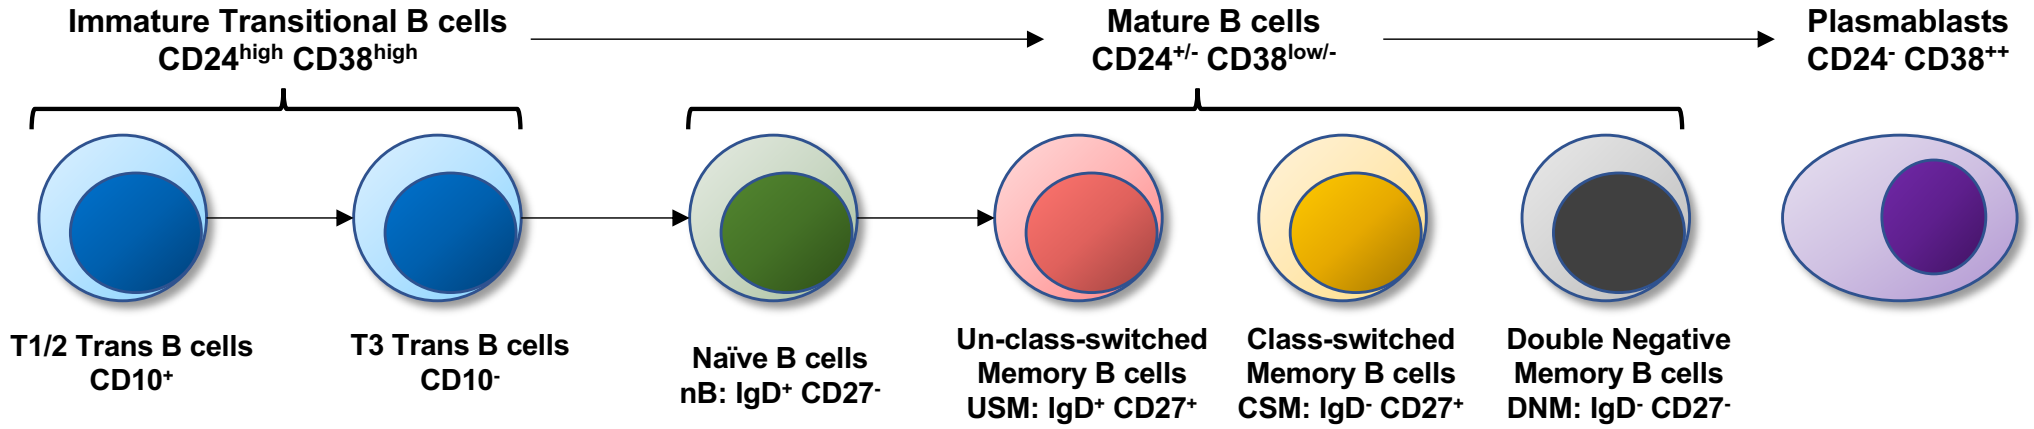 Immature Transitional B cells
CD24high CD38high
Mature B cells
CD24+/- CD38low/-
Plasmablasts
CD24- CD38++
T1/2 Trans B cells
CD10+
T3 Trans B cells
CD10-
Naïve B cells
nB: IgD+ CD27-
Un-class-switched
Memory B cells
USM: IgD+ CD27+
Class-switched
Memory B cells
CSM: IgD- CD27+
Double Negative
Memory B cells
DNM: IgD- CD27-